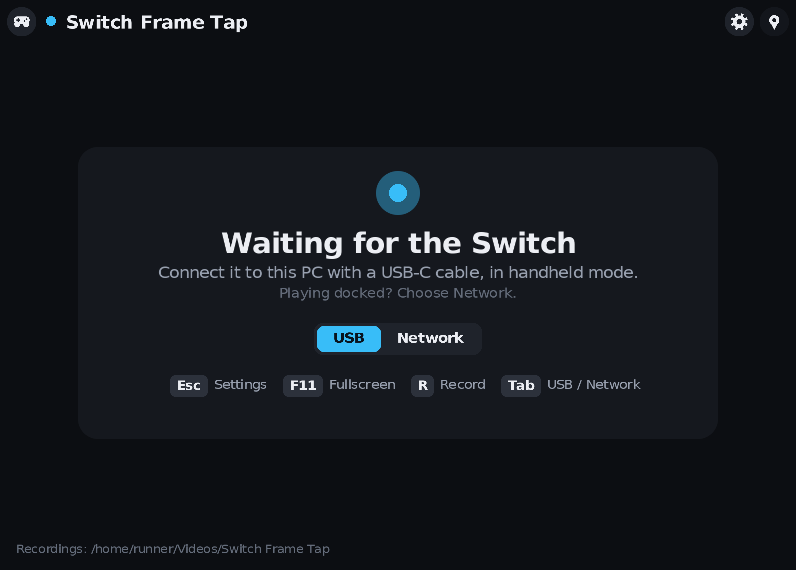 Switch Frame Tap
Waiting for the Switch
Connect it to this PC with a USB-C cable, in handheld mode.
Playing docked? Choose Network.
USB Network
Esc Settings F11 Fullscreen R Record Tab USB / Network
Recordings: /home/runner/Videos/Switch Frame Tap